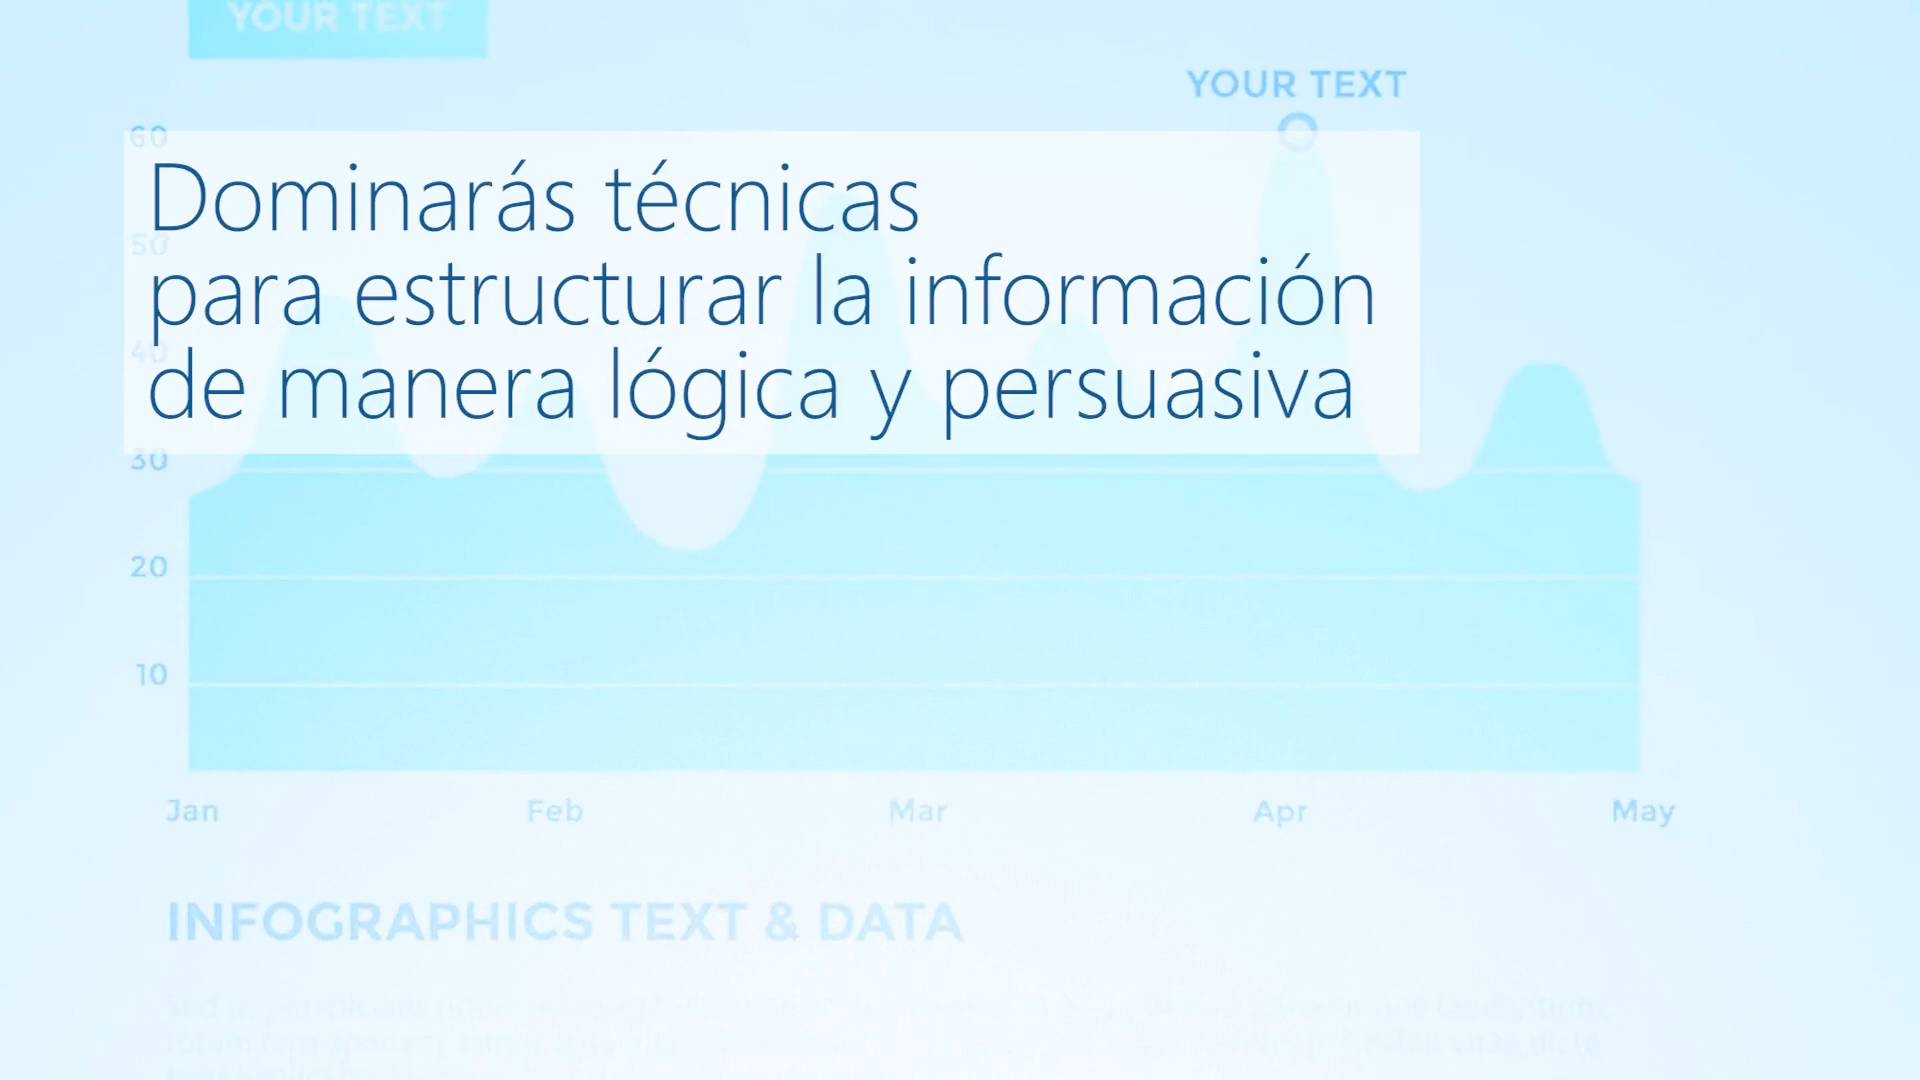 YOUR TEXT
YOUR TEXT
60
Dominarás técnicas
50
para estructurar la información
40
de manera lógica y persuasiva
30
20
10
Jan Feb Mar Apr May
INFOGRAPHICS TEXT & DATA